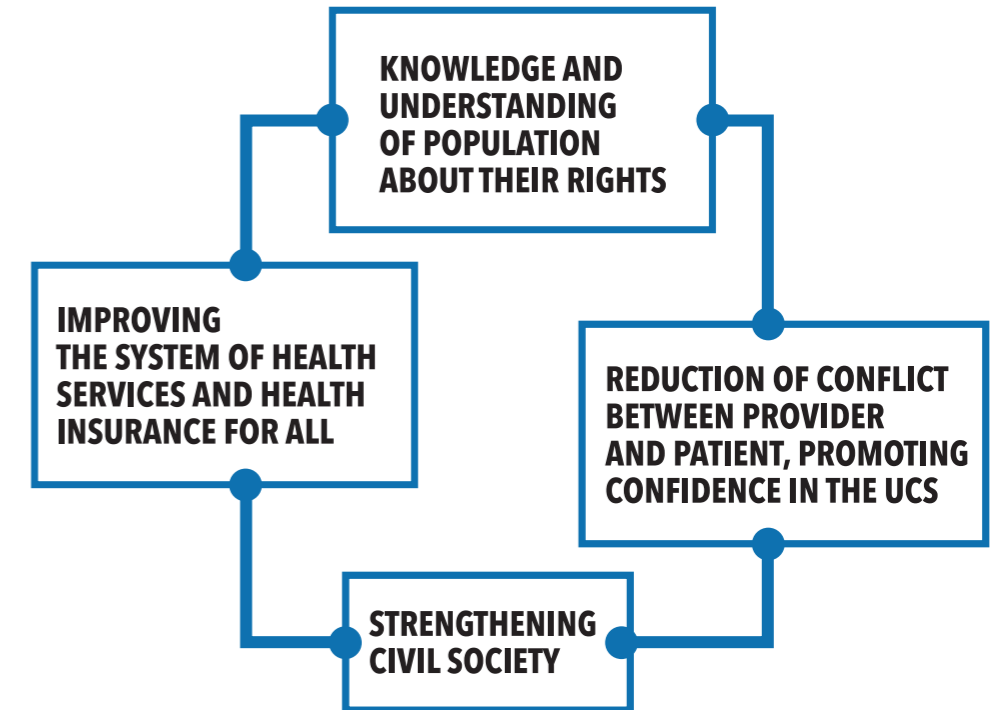 KNOWLEDGE AND
UNDERSTANDING
OF POPULATION
ABOUT THEIR RIGHTS
IMPROVING
THE SYSTEM OF HEALTH
SERVICES AND HEALTH
INSURANCE FOR ALL
REDUCTION OF CONFLICT
BETWEEN PROVIDER
AND PATIENT, PROMOTING
CONFIDENCE IN THE UCS
STRENGTHENING
CIVIL SOCIETY